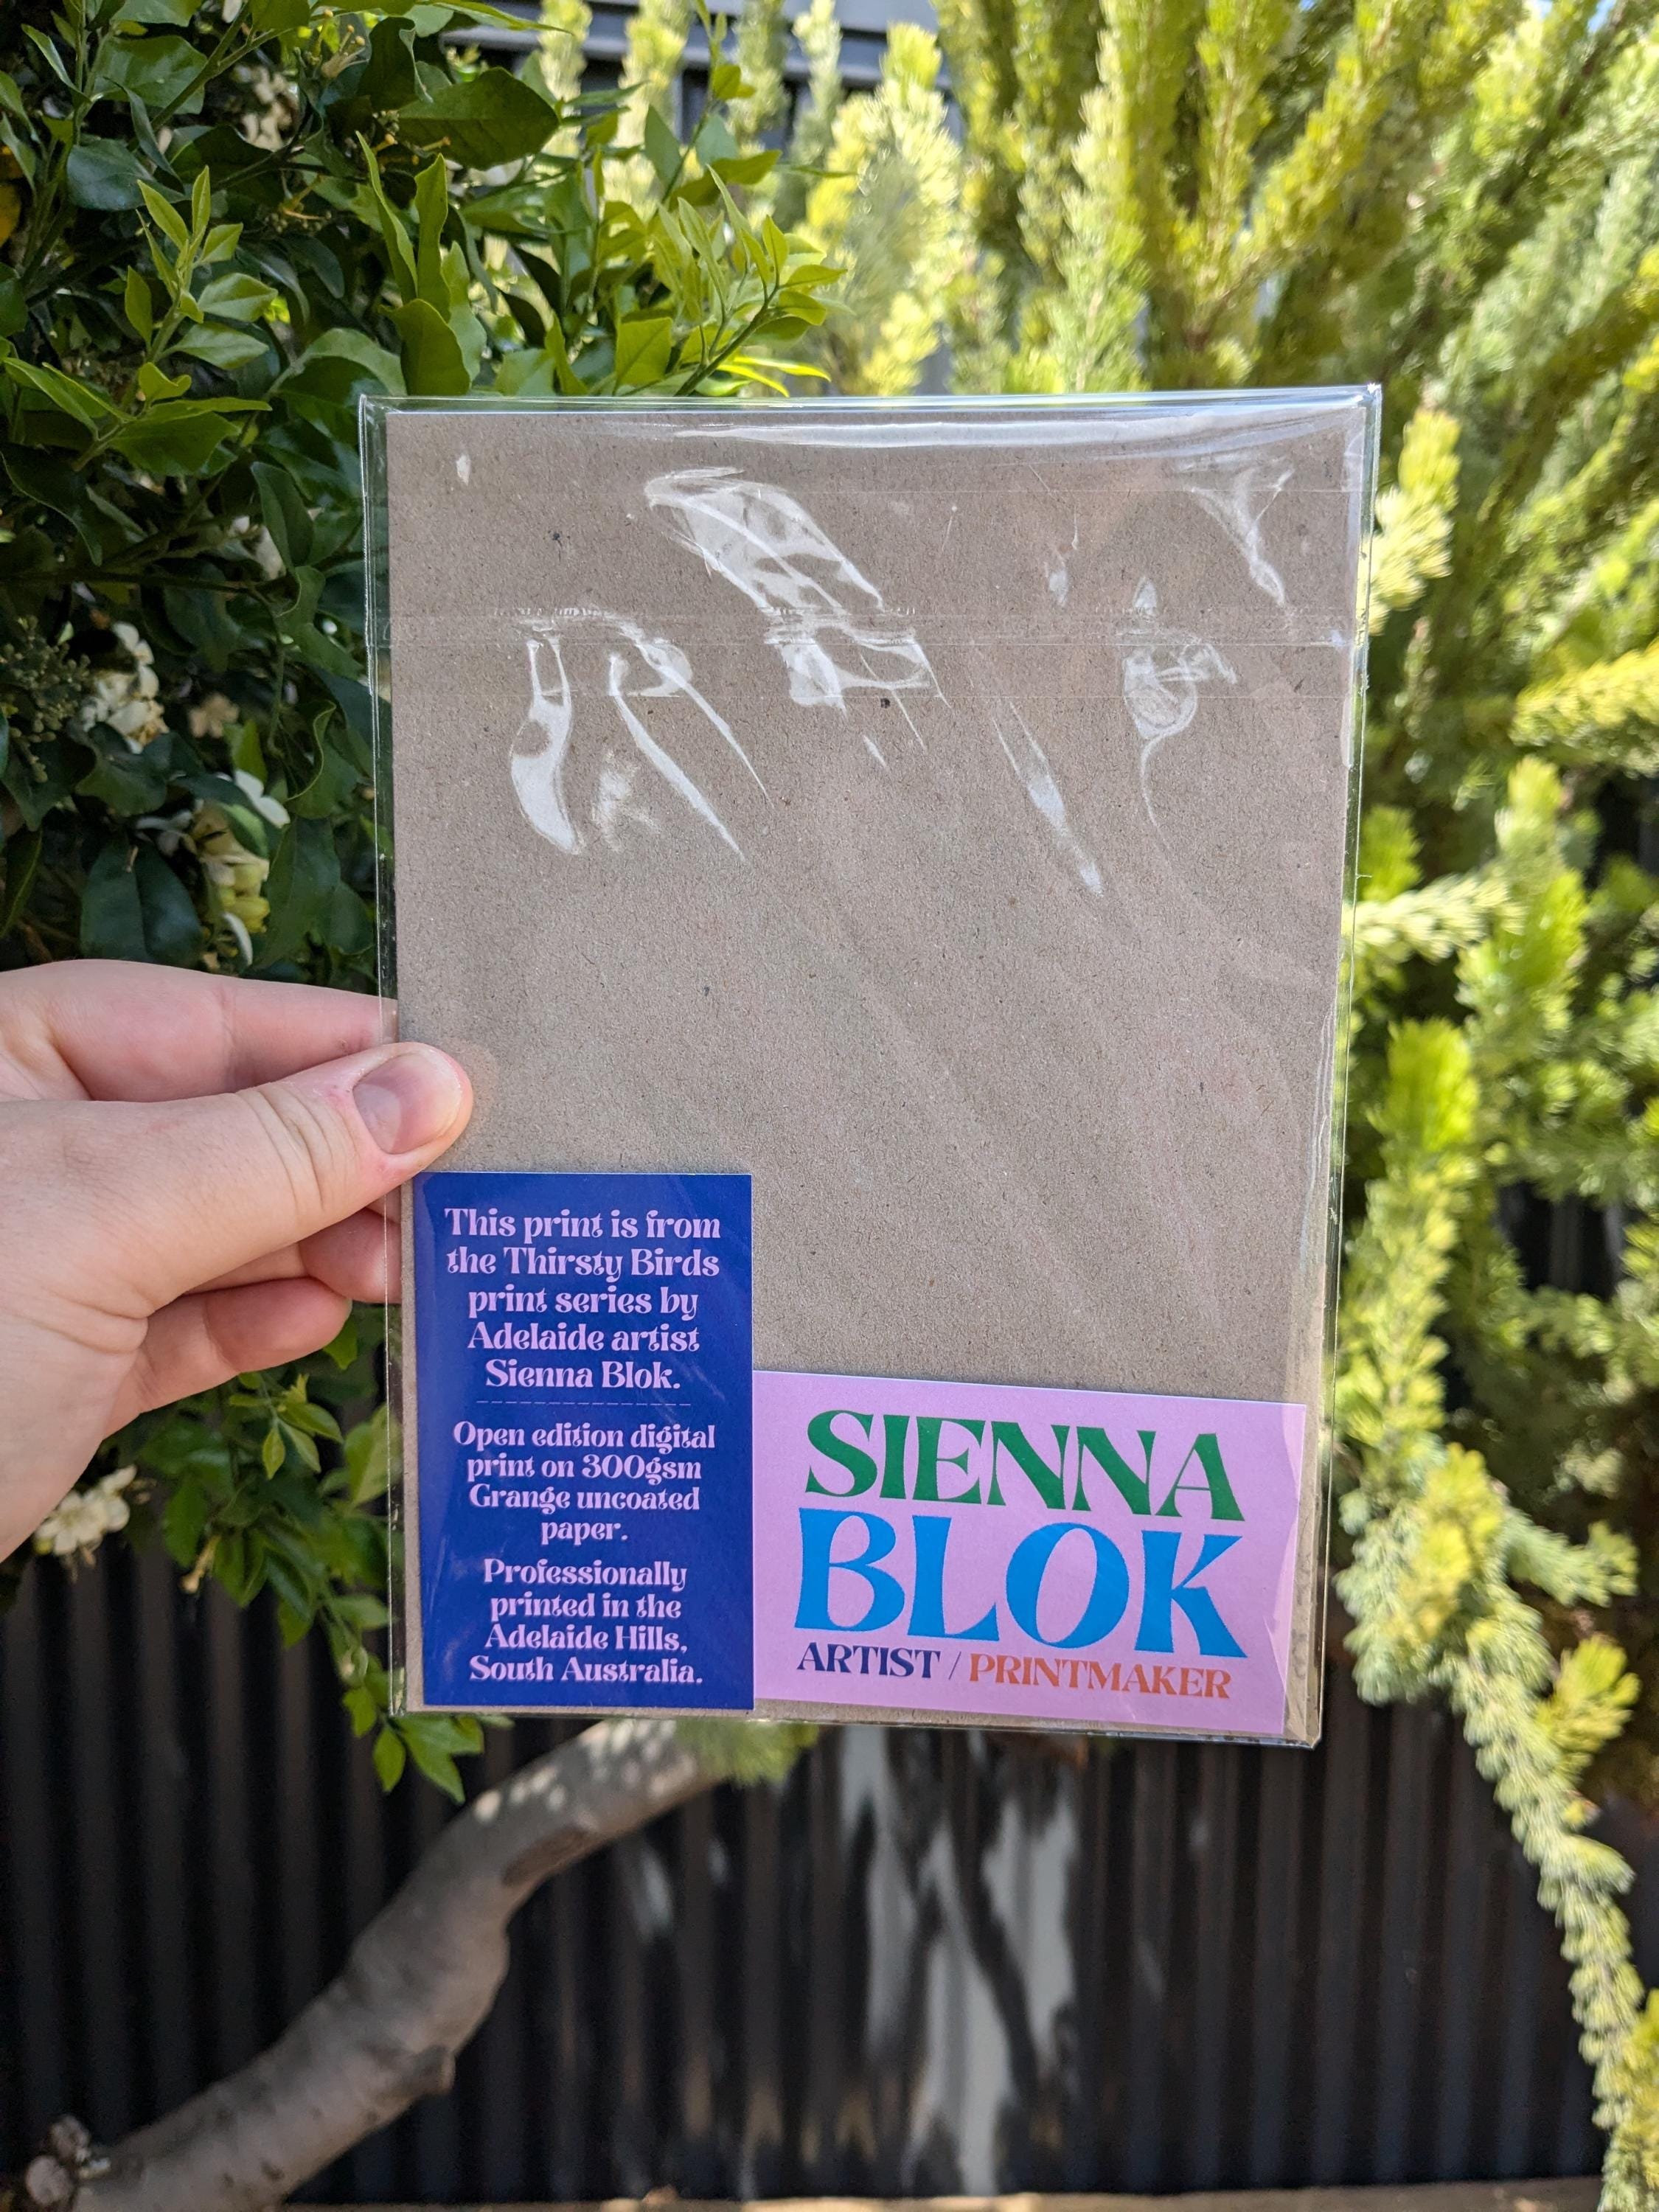 This print is from
the Thirsty Birds
print series by
Adelaide artist
Sienna Blok.
Open edition digital
print on 300gsm
Grange uncoated
paper.
Professionally
printed in the
Adelaide Hills,
South Australia.
SIENNA
BLOK
ARTIST / PRINTMAKER